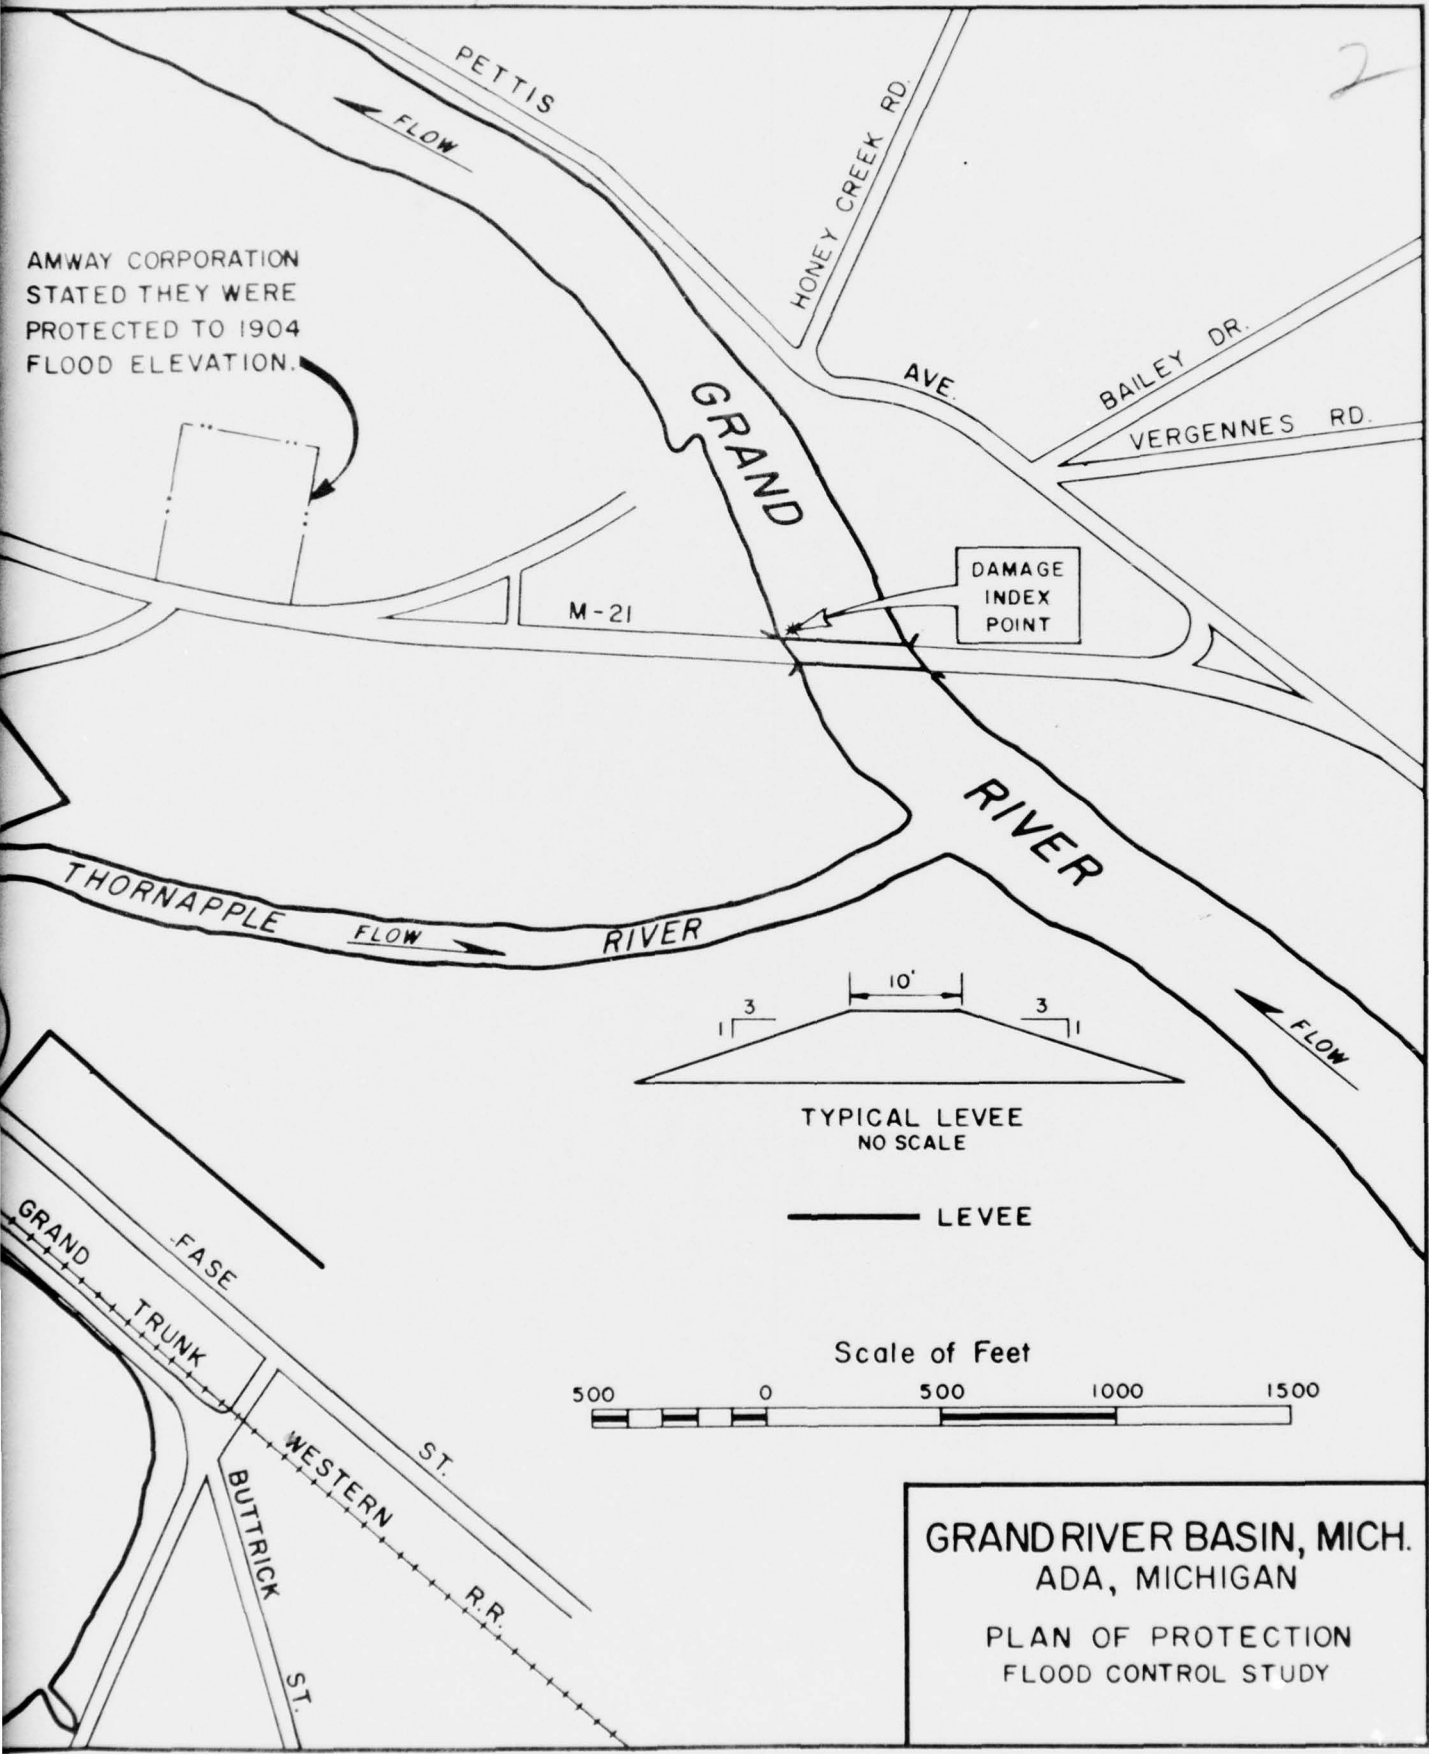 2
PETTIS
FLOW
HONEY CREEK RD.
AMWAY CORPORATION
STATED THEY WERE
PROTECTED TO 1904
FLOOD ELEVATION.
BAILEY DR.
AVE.
VERGENNES RD.
GRAND
DAMAGE
INDEX
POINT
M-21
RIVER
THORNAPPLE
FLOW
RIVER
10'
3
1
3
1
FLOW
TYPICAL LEVEE
NO SCALE
LEVEE
GRAND
TRUNK
WESTERN
R.R.
FASE
ST.
BUTTRICK
ST.
Scale of Feet
500 0 500 1000 1500
GRAND RIVER BASIN, MICH.
ADA, MICHIGAN
PLAN OF PROTECTION
FLOOD CONTROL STUDY